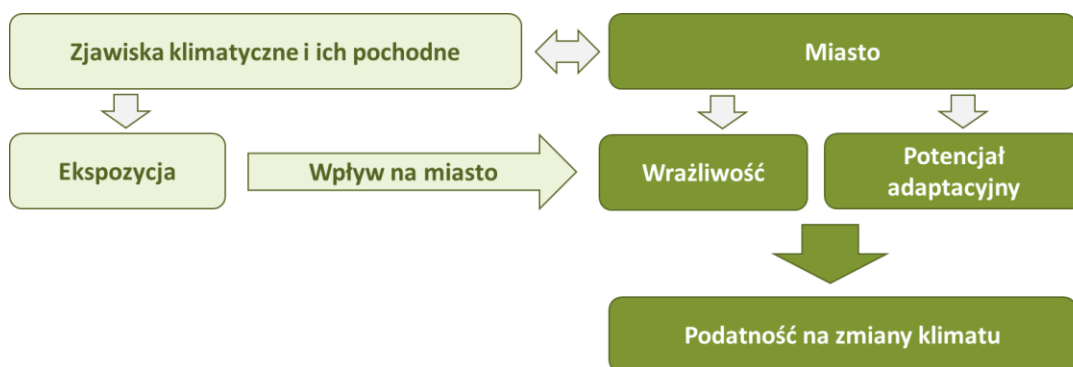 Zjawiska klimatyczne i ich pochodne
Miasto
Ekspozycja
Wpływ na miasto
Wrażliwość
Potencjał
adaptacyjny
Podatność na zmiany klimatu